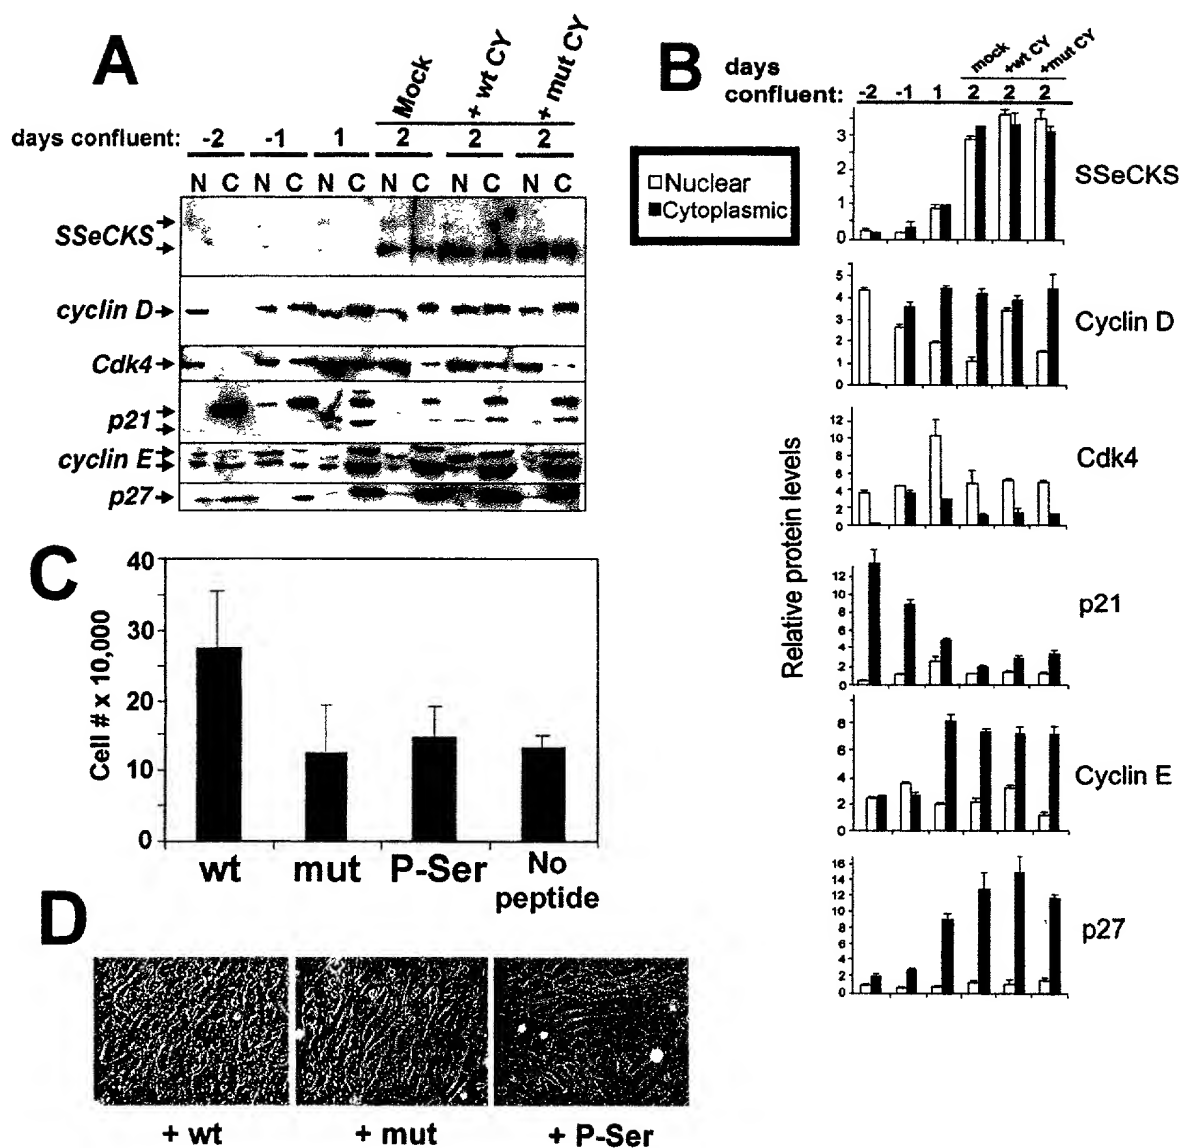 A
Mock
+ wt CY
+ mut CY
days confluent: -2 -1 1 2 2 2
N C N C N C N C N C N C
SSeCKS
cyclin D
Cdk4
p21
cyclin E
p27
B
days confluent:
mock +wt CY +mut CY
-2 -1 1 2 2 2
Nuclear
Cytoplasmic
Relative protein levels
3
2
1
0
SSeCKS
5
4
3
2
1
0
Cyclin D
12
10
8
6
4
2
0
Cdk4
12
10
8
6
4
2
0
p21
8
6
4
2
0
Cyclin E
16
14
12
10
8
6
4
2
0
p27
C
Cell # x 10,000
40
30
20
10
0
wt mut P-Ser No peptide
D
+ wt + mut + P-Ser